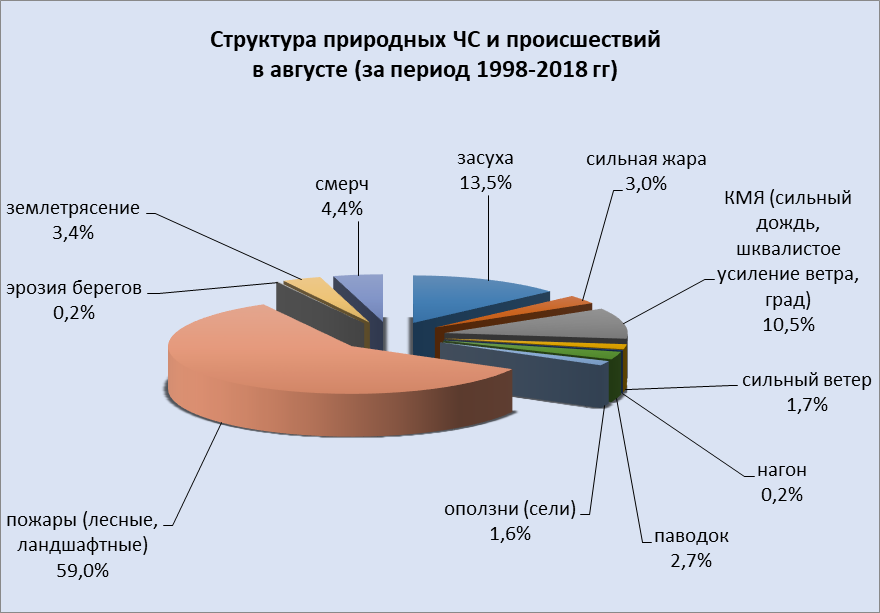 Структура природных ЧС и происшествий
в августе (за период 1998-2018 гг)
засуха
13,5%
сильная жара
3,0%
КМЯ (сильный
дождь,
шквалистое
усиление ветра,
град)
10,5%
сильный ветер
1,7%
нагон
0,2%
паводок
2,7%
оползни (сели)
1,6%
пожары (лесные,
ландшафтные)
59,0%
эрозия берегов
0,2%
землетрясение
3,4%
смерч
4,4%